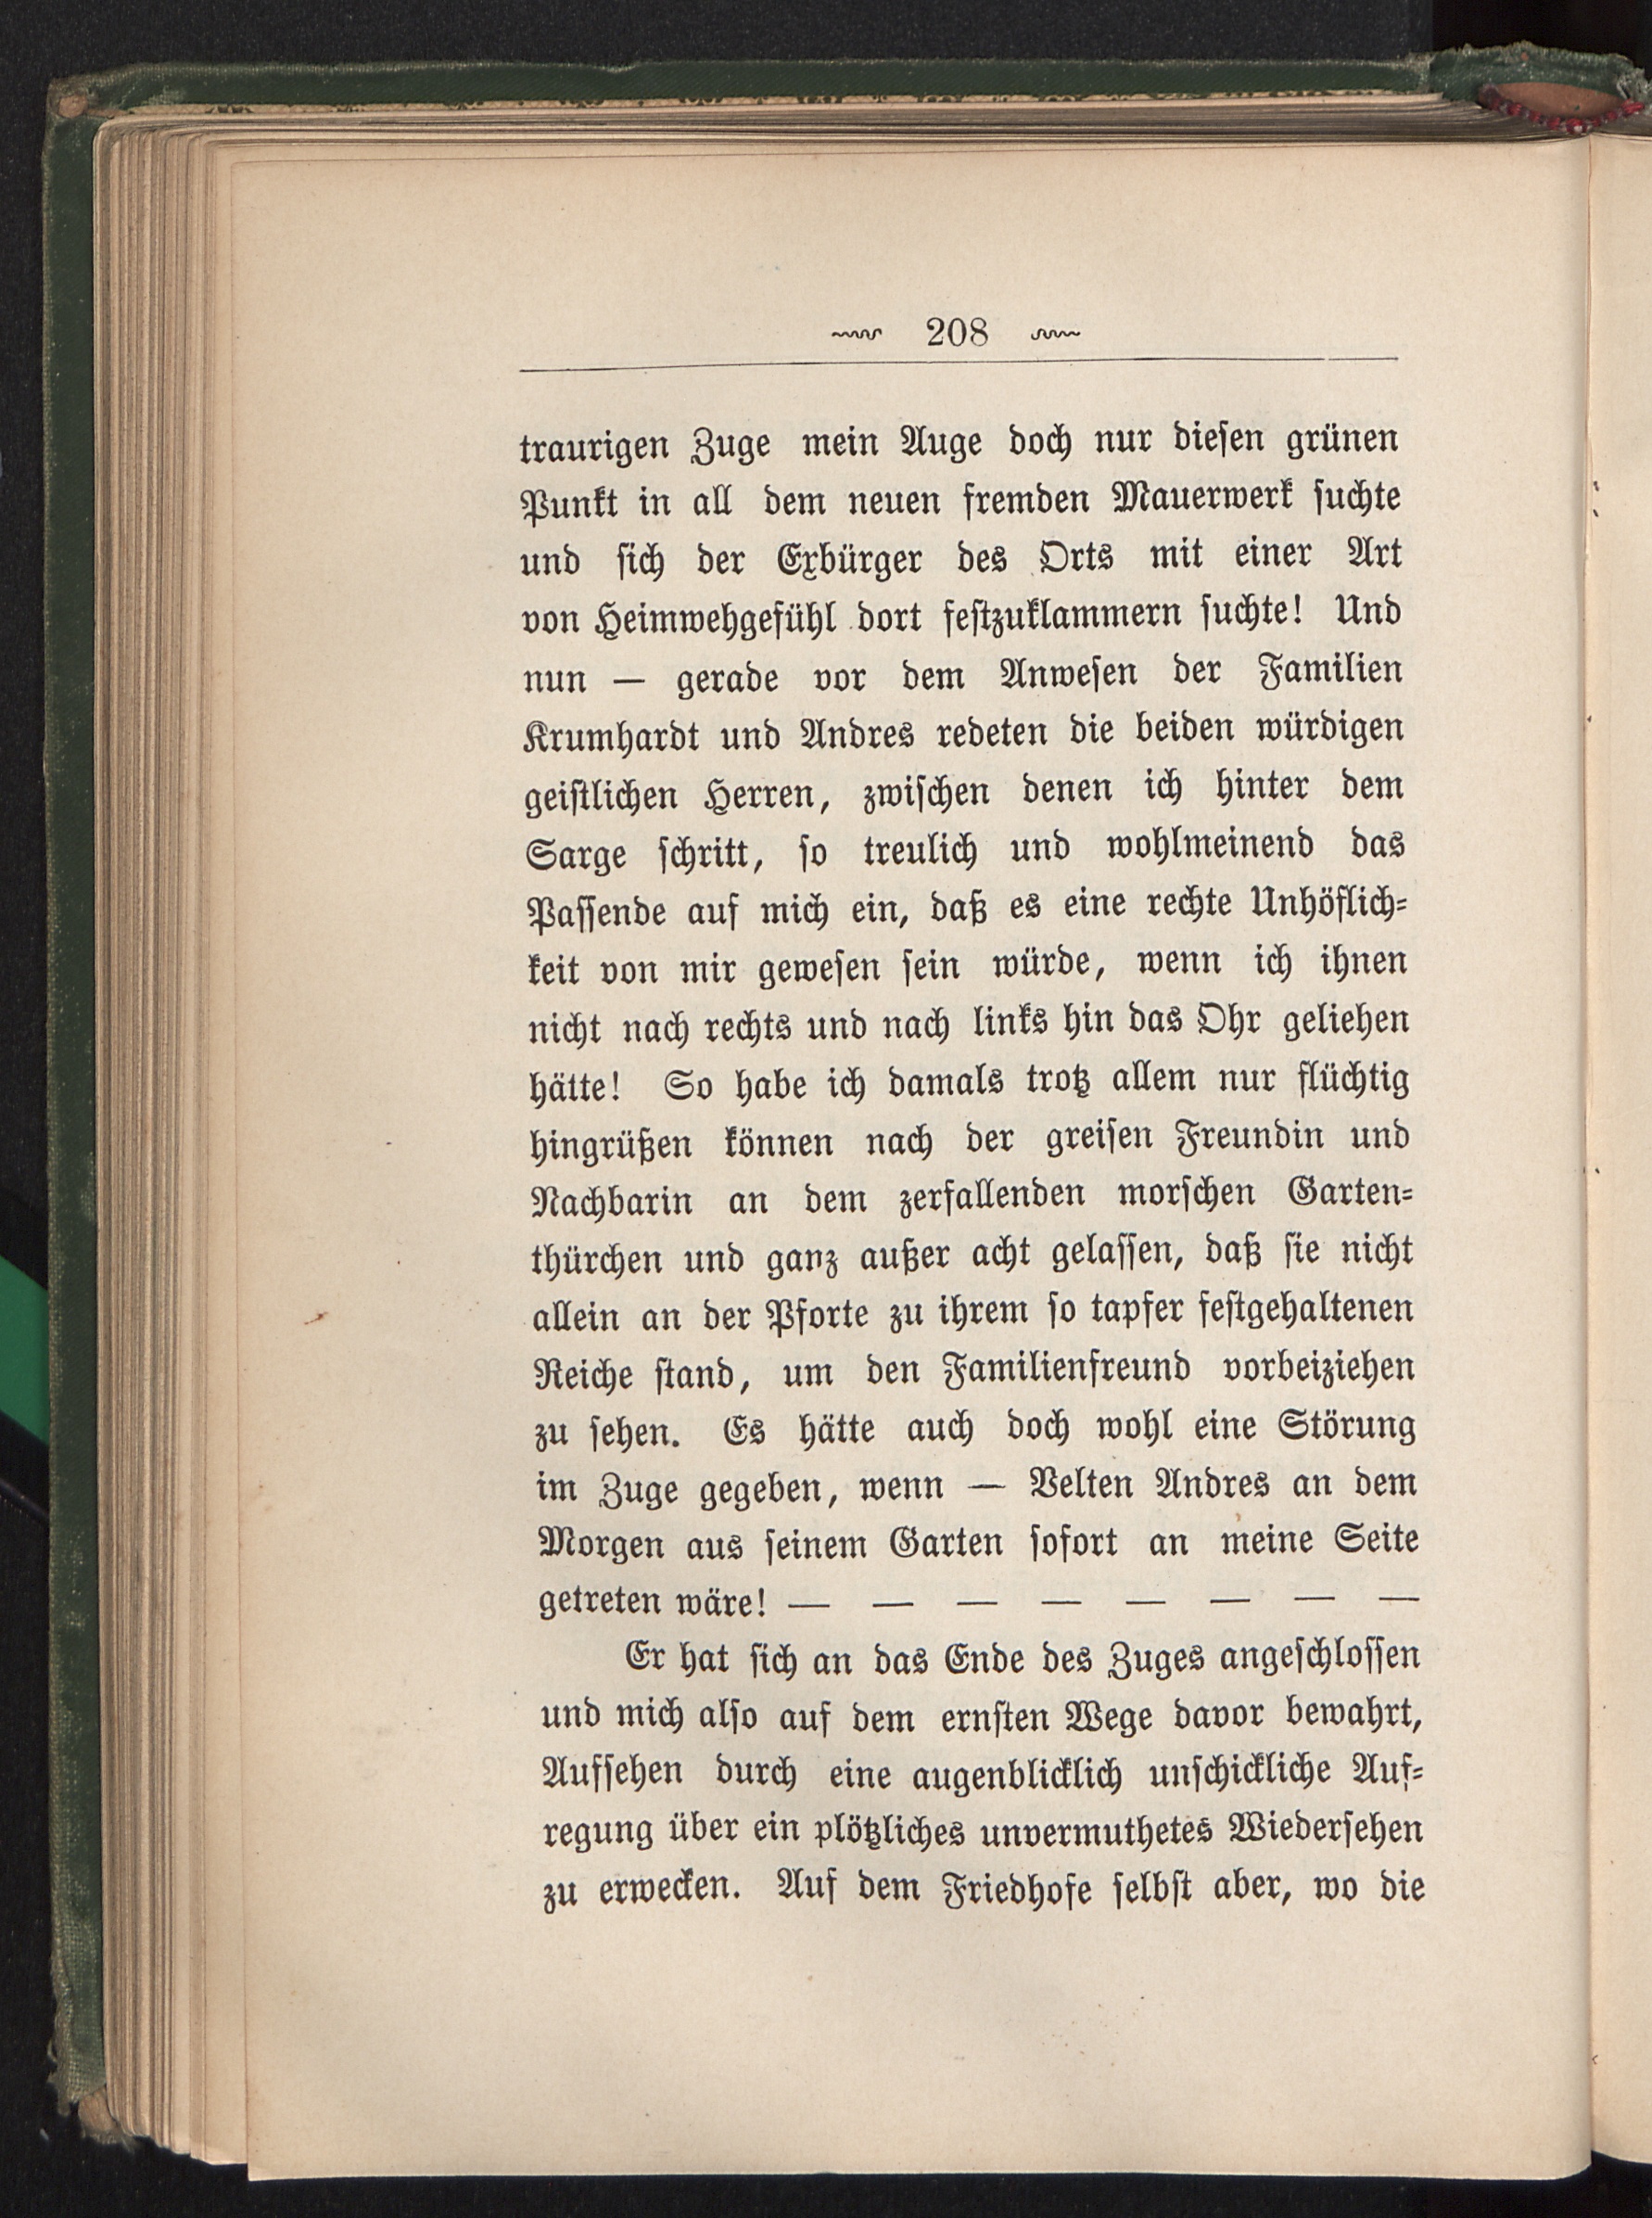 208
traurigen Zuge mein Auge doch nur dieſen grünen
Punkt in all dem neuen fremden Mauerwerk ſuchte
und ſich der Exbürger des Orts mit einer Art
von Heimwehgefühl dort feſtzuklammern ſuchte! Und
nun — gerade vor dem Anweſen der Familien
Krumhardt und Andres redeten die beiden würdigen
geiſtlichen Herren, zwiſchen denen ich hinter dem
Sarge ſchritt, ſo treulich und wohlmeinend das
Paſſende auf mich ein, daß es eine rechte Unhöflich⸗
keit von mir geweſen ſein würde, wenn ich ihnen
nicht nach rechts und nach links hin das Ohr geliehen
hätte! So habe ich damals trotz allem nur flüchtig
hingrüßen können nach der greiſen Freundin und
Nachbarin an dem zerfallenden morſchen Garten⸗
thürchen und ganz außer acht gelaſſen, daß ſie nicht
allein an der Pforte zu ihrem ſo tapfer feſtgehaltenen
Reiche ſtand, um den Familienfreund vorbeiziehen
zu ſehen. Es hätte auch doch wohl eine Störung
im Zuge gegeben, wenn — Velten Andres an dem
Morgen aus ſeinem Garten ſofort an meine Seite
getreten wäre! — — — — — — — —
Er hat ſich an das Ende des Zuges angeſchloſſen
und mich alſo auf dem ernſten Wege davor bewahrt,
Aufſehen durch eine augenblicklich unſchickliche Auf⸗
regung über ein plötzliches unvermuthetes Wiederſehen
zu erwecken. Auf dem Friedhofe ſelbſt aber, wo die